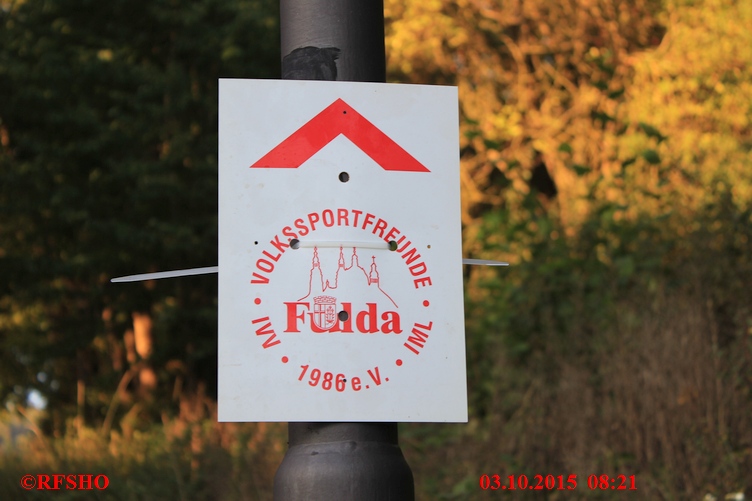 VOLKSSPORTFREUNDE
Fulda
IVV
IML
1986 e.V.
©RFSHO
03.10.2015 08:21